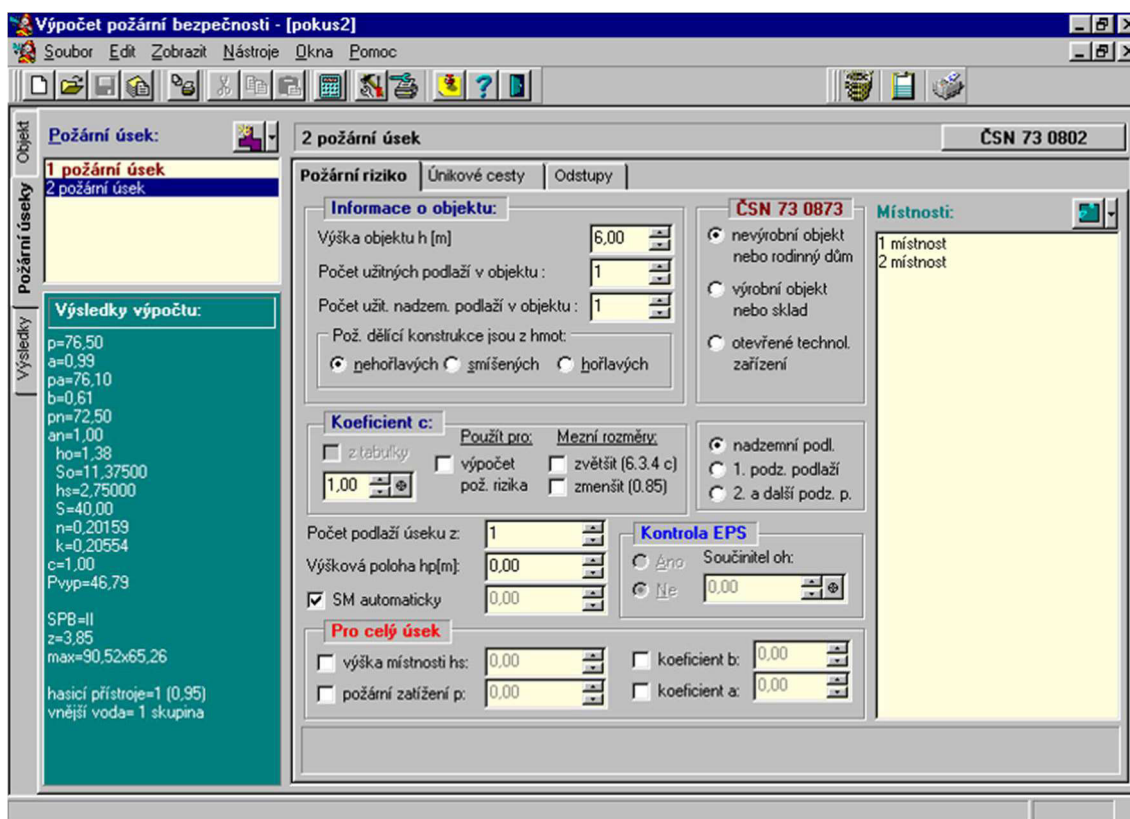 Výpočet požární bezpečnosti - [pokus2]
Soubor Edit Zobrazit Nástroje Okna Pomoc
Objekt
Požární úseky
Výsledky
Požární úsek:
1 požární úsek
2 požární úsek
Výsledky výpočtu:
p=76,50
a=0,99
pa=76,10
b=0,61
pn=72,50
an=1,00
ho=1,38
So=11,37500
hs=2,75000
S=40,00
n=0,20159
k=0,20554
c=1,00
Pvyp=46,79
SPB=II
z=3,85
max=90,52x65,26
hasicí přístroje=1 (0,95)
vnější voda= 1 skupina
2 požární úsek
ČSN 73 0802
Požární riziko Únikové cesty Odstupy
Informace o objektu:
Výška objektu h [m] 6,00
Počet užitných podlaží v objektu : 1
Počet užit. nadzem. podlaží v objektu : 1
Pož. dělící konstrukce jsou z hmot:
nehořlavých smíšených hořlavých
ČSN 73 0873
nevýrobní objekt
nebo rodinný dům
výrobní objekt
nebo sklad
otevřené technol.
zařízení
Místnosti:
1 místnost
2 místnost
Koeficient c:
z tabulky
1,00
Použít pro:
výpočet
pož. rizika
Mezní rozměry:
zvětšit (6.3.4 c)
zmenšit (0.85)
nadzemní podl.
1. podz. podlaží
2. a další podz. p.
Počet podlaží úseku z: 1
Výšková poloha hp[m]: 0,00
SM automaticky 0,00
Kontrola EPS
Áno
Ne
Součinitel oh:
0,00
Pro celý úsek
výška místnosti hs: 0,00
požární zatížení p: 0,00
koeficient b: 0,00
koeficient a: 0,00